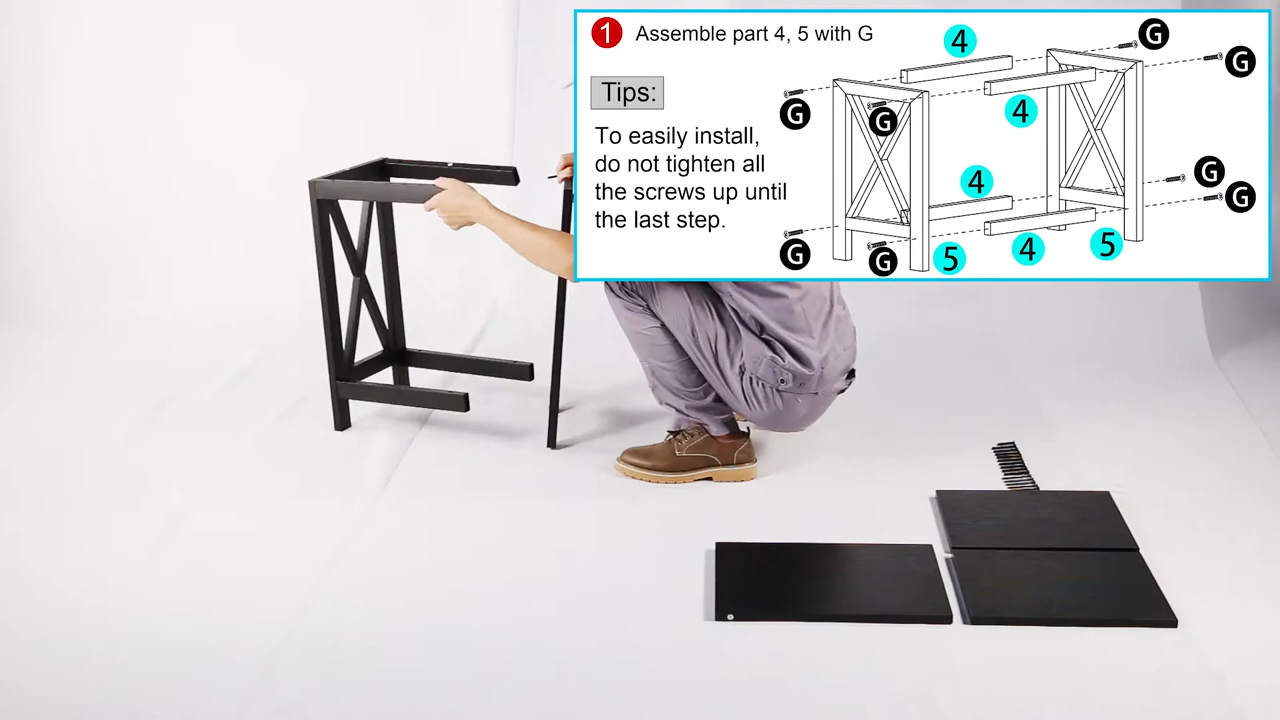 1 Assemble part 4, 5 with G
Tips:
To easily install,
do not tighten all
the screws up until
the last step.
4 G
G
G G 4
4 G
G
G G 5 4 5